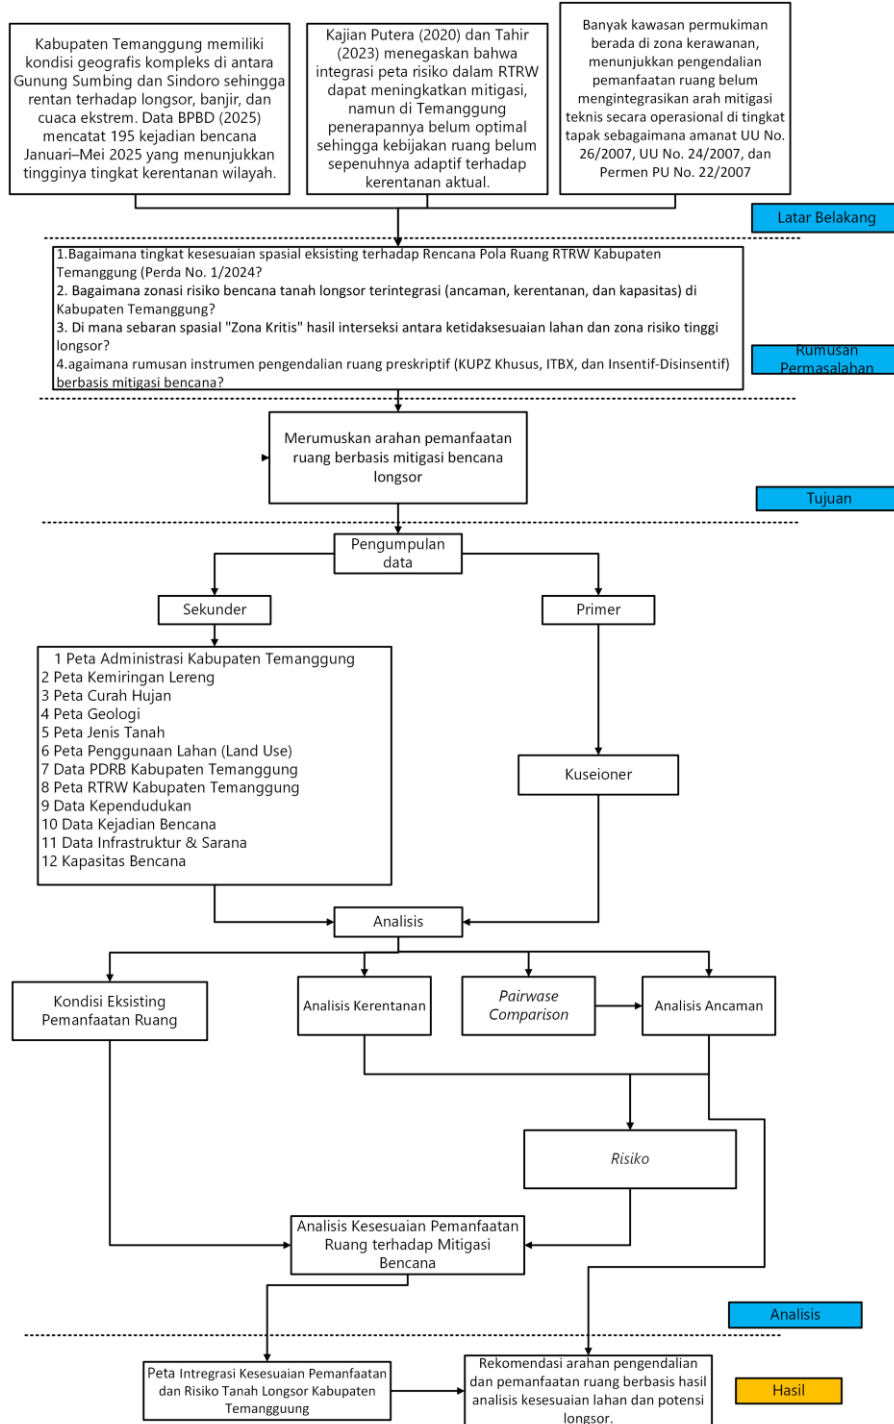 Kabupaten Temanggung memiliki
kondisi geografis kompleks di antara
Gunung Sumbing dan Sindoro sehingga
rentan terhadap longsor, banjir, dan
cuaca ekstrem. Data BPBD (2025)
mencatat 195 kejadian bencana
Januari–Mei 2025 yang menunjukkan
tingginya tingkat kerentanan wilayah.
Kajian Putera (2020) dan Tahir
(2023) menegaskan bahwa
integrasi peta risiko dalam RTRW
dapat meningkatkan mitigasi,
namun di Temanggung
penerapannya belum optimal
sehingga kebijakan ruang belum
sepenuhnya adaptif terhadap
kerentanan aktual.
Banyak kawasan permukiman
berada di zona kerawanan,
menunjukkan pengendalian
pemanfaatan ruang belum
mengintegrasikan arah mitigasi
teknis secara operasional di tingkat
tapak sebagaimana amanat UU No.
26/2007, UU No. 24/2007, dan
Permen PU No. 22/2007
Latar Belakang
1.Bagaimana tingkat kesesuaian spasial eksisting terhadap Rencana Pola Ruang RTRW Kabupaten
Temanggung (Perda No. 1/2024?
2. Bagaimana zonasi risiko bencana tanah longsor terintegrasi (ancaman, kerentanan, dan kapasitas) di
Kabupaten Temanggung?
3. Di mana sebaran spasial "Zona Kritis" hasil interseksi antara ketidaksesuaian lahan dan zona risiko tinggi
longsor?
4.agaimana rumusan instrumen pengendalian ruang preskriptif (KUPZ Khusus, ITBX, dan Insentif-Disinsentif)
berbasis mitigasi bencana?
Rumusan
Permasalahan
Merumuskan arahan pemanfaatan
ruang berbasis mitigasi bencana
longsor
Tujuan
Pengumpulan
data
Sekunder
Primer
1 Peta Administrasi Kabupaten Temanggung
2 Peta Kemiringan Lereng
3 Peta Curah Hujan
4 Peta Geologi
5 Peta Jenis Tanah
6 Peta Penggunaan Lahan (Land Use)
7 Data PDRB Kabupaten Temanggung
8 Peta RTRW Kabupaten Temanggung
9 Data Kependudukan
10 Data Kejadian Bencana
11 Data Infrastruktur & Sarana
12 Kapasitas Bencana
Kuseioner
Analisis
Kondisi Eksisting
Pemanfaatan Ruang
Analisis Kerentanan
Pairwase
Comparison
Analisis Ancaman
Risiko
Analisis Kesesuaian Pemanfaatan
Ruang terhadap Mitigasi
Bencana
Analisis
Peta Intregrasi Kesesuaian Pemanfaatan
dan Risiko Tanah Longsor Kabupaten
Temangguung
Rekomendasi arahan pengendalian
dan pemanfaatan ruang berbasis hasil
analisis kesesuaian lahan dan potensi
longsor.
Hasil